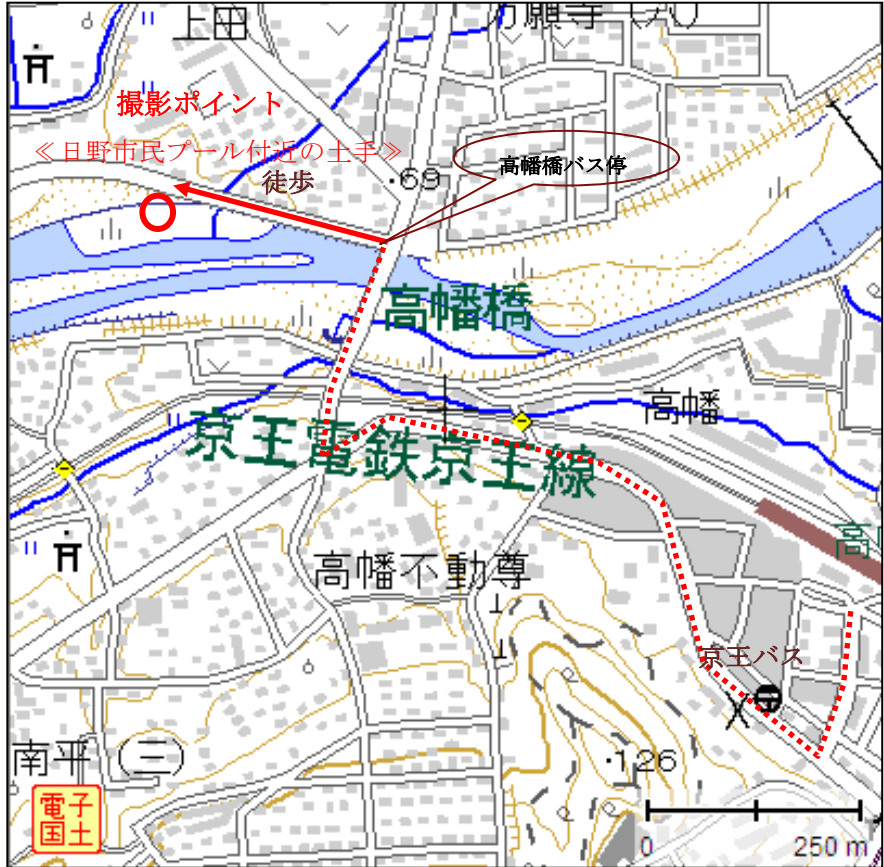 上田
撮影ポイント
≪日野市民プール付近の土手≫
徒歩
・69
高幡橋バス停
高幡橋
高幡
京王電鉄京王線
高幡不動尊
京王バス
南平(三)
・126
電子
国土
0
250 m